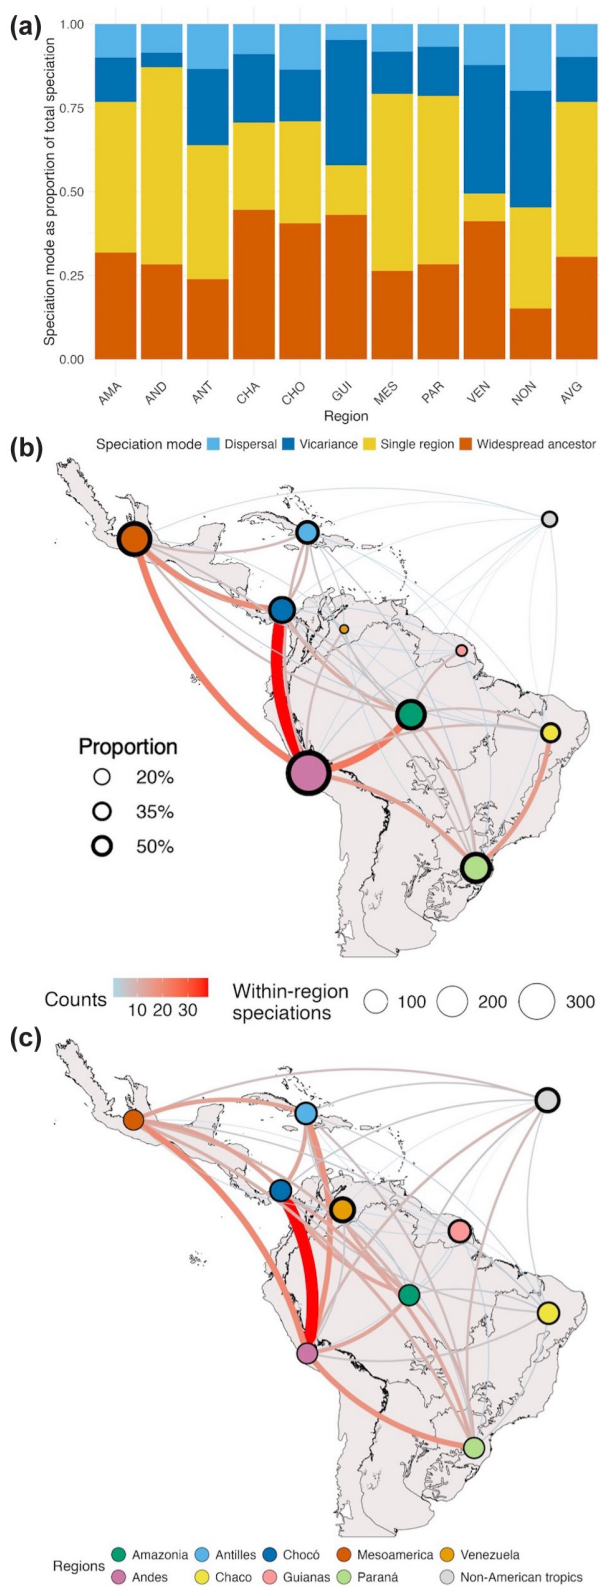 (a)
Speciation mode as proportion of total speciation
1.00
0.75
0.50
0.25
0.00
AMA AND ANT CHA CHO GUI MES PAR VEN NON AVG
Region
Speciation mode Dispersal Vicariance Single region Widespread ancestor
(b)
Proportion
20%
35%
50%
Counts 10 20 30
Within-region speciations 100 200 300
(c)
Regions
Amazonia Antilles Chocó Mesoamerica Venezuela
Andes Chaco Guianas Paraná Non-American tropics